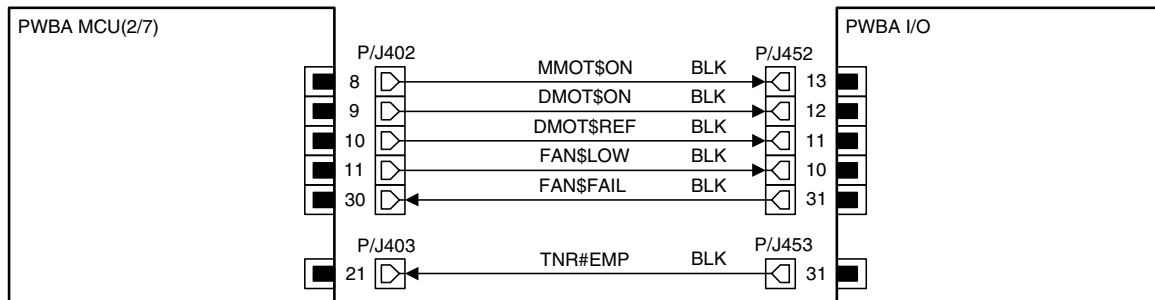 PWBA MCU(2/7) PWBA I/O
P/J402 P/J452
8 MMOT$ON BLK 13
9 DMOT$ON BLK 12
10 DMOT$REF BLK 11
11 FAN$LOW BLK 10
30 FAN$FAIL BLK 31
P/J403 P/J453
21 TNR#EMP BLK 31